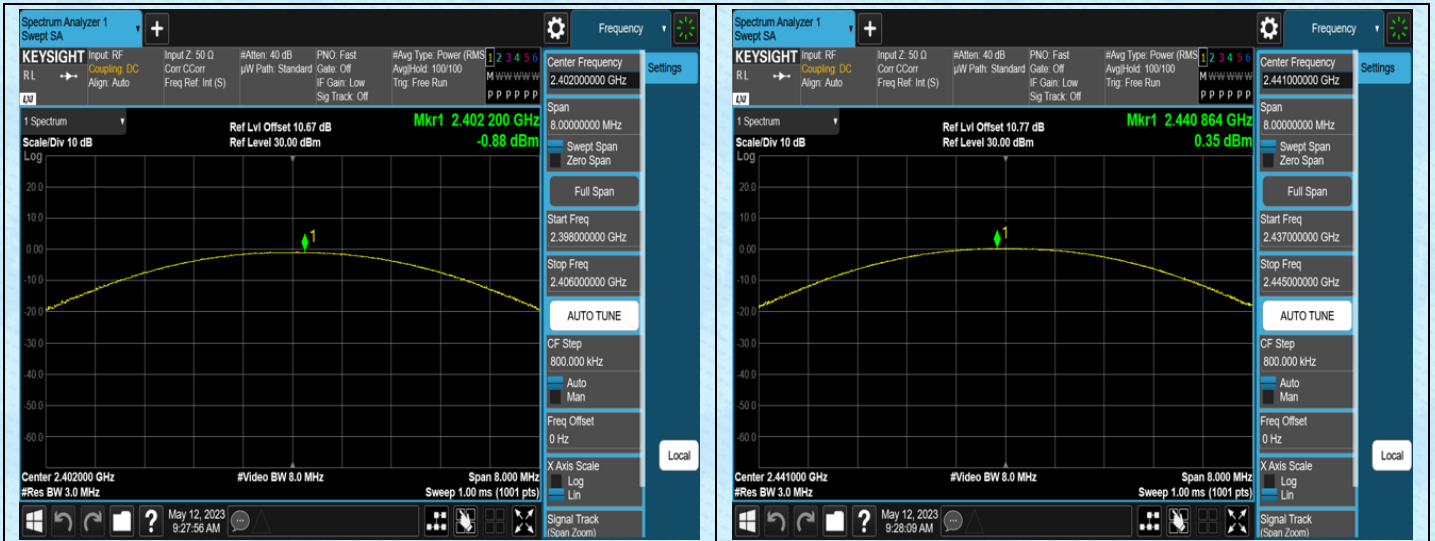 Spectrum Analyzer 1
Swept SA
+
Frequency
KEYSIGHT
RL
LXI
Input: RF
Coupling: DC
Align: Auto
Input Z: 50 Ω
Corr CCorr
Freq Ref: Int (S)
#Atten: 40 dB
µW Path: Standard
PNO: Fast
Gate: Off
IF Gain: Low
Sig Track: Off
#Avg Type: Power (RMS
Avg|Hold: 100/100
Trig: Free Run
1 2 3 4 5 6
M W W W W W
P P P P P P
Center Frequency
2.402000000 GHz
Settings
1 Spectrum
Scale/Div 10 dB
Log
Ref Lvl Offset 10.67 dB
Ref Level 30.00 dBm
Mkr1 2.402 200 GHz
-0.88 dBm
Span
8.00000000 MHz
Swept Span
Zero Span
Full Span
Start Freq
2.398000000 GHz
Stop Freq
2.406000000 GHz
AUTO TUNE
CF Step
800.000 kHz
Auto
Man
Freq Offset
0 Hz
X Axis Scale
Log
Lin
Signal Track
(Span Zoom)
Local
20.0
10.0
0.00
-10.0
-20.0
-30.0
-40.0
-50.0
-60.0
1
Center 2.402000 GHz
#Res BW 3.0 MHz
#Video BW 8.0 MHz
Span 8.000 MHz
Sweep 1.00 ms (1001 pts)
?
May 12, 2023
9:27:56 AM
Spectrum Analyzer 1
Swept SA
+
Frequency
KEYSIGHT
RL
LXI
Input: RF
Coupling: DC
Align: Auto
Input Z: 50 Ω
Corr CCorr
Freq Ref: Int (S)
#Atten: 40 dB
µW Path: Standard
PNO: Fast
Gate: Off
IF Gain: Low
Sig Track: Off
#Avg Type: Power (RMS
Avg|Hold: 100/100
Trig: Free Run
1 2 3 4 5 6
M W W W W W
P P P P P P
Center Frequency
2.441000000 GHz
Settings
1 Spectrum
Scale/Div 10 dB
Log
Ref Lvl Offset 10.77 dB
Ref Level 30.00 dBm
Mkr1 2.440 864 GHz
0.35 dBm
Span
8.00000000 MHz
Swept Span
Zero Span
Full Span
Start Freq
2.437000000 GHz
Stop Freq
2.445000000 GHz
AUTO TUNE
CF Step
800.000 kHz
Auto
Man
Freq Offset
0 Hz
X Axis Scale
Log
Lin
Signal Track
(Span Zoom)
Local
20.0
10.0
0.00
-10.0
-20.0
-30.0
-40.0
-50.0
-60.0
1
Center 2.441000 GHz
#Res BW 3.0 MHz
#Video BW 8.0 MHz
Span 8.000 MHz
Sweep 1.00 ms (1001 pts)
?
May 12, 2023
9:28:09 AM